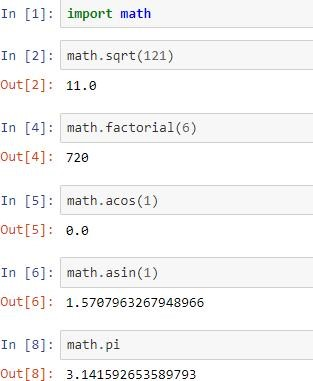 In [1]: import math
In [2]: math.sqrt(121)
Out[2]: 11.0
In [4]: math.factorial(6)
Out[4]: 720
In [5]: math.acos(1)
Out[5]: 0.0
In [6]: math.asin(1)
Out[6]: 1.5707963267948966
In [8]: math.pi
Out[8]: 3.141592653589793